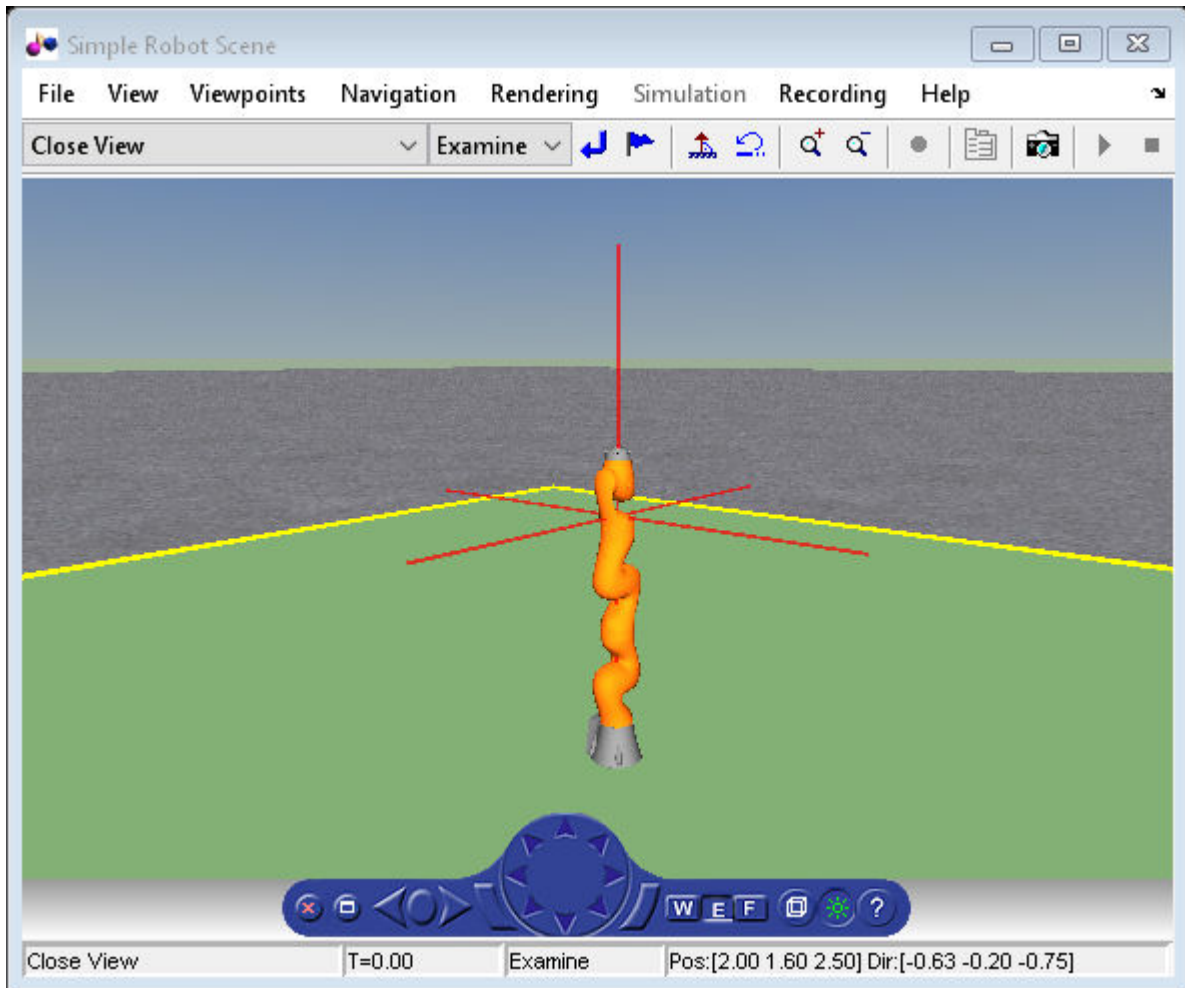 Simple Robot Scene
File View Viewpoints Navigation Rendering Simulation Recording Help
Close View Examine
W E F ?
Close View T=0.00 Examine Pos:[2.00 1.60 2.50] Dir:[-0.63 -0.20 -0.75]